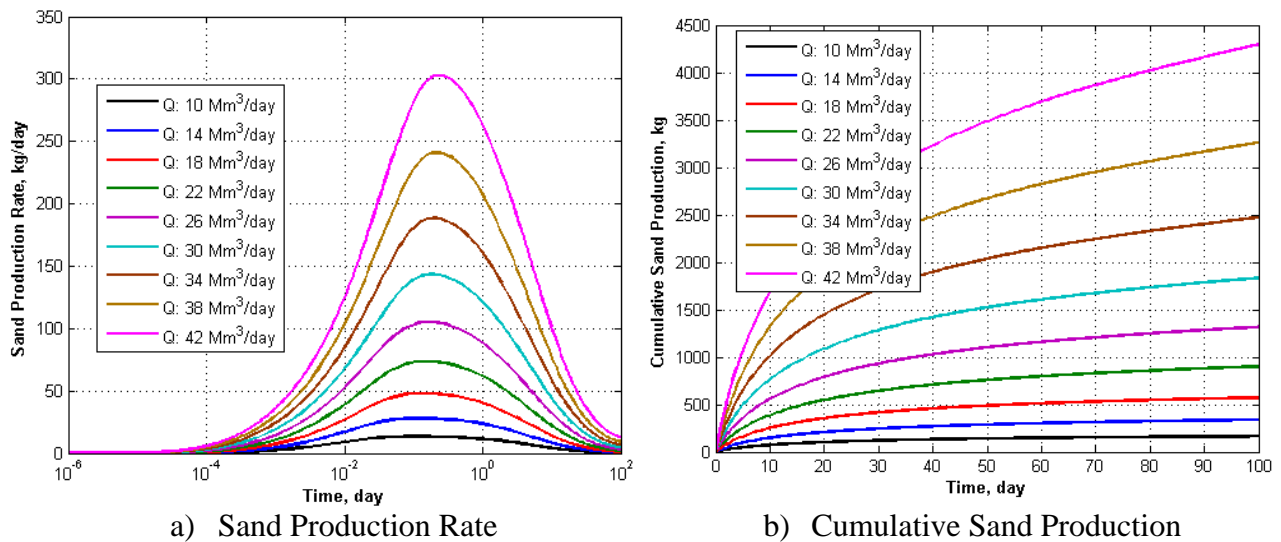 350
300
250
200
150
100
50
0
Sand Production Rate, kg/day
Q: 10 Mm³/day
Q: 14 Mm³/day
Q: 18 Mm³/day
Q: 22 Mm³/day
Q: 26 Mm³/day
Q: 30 Mm³/day
Q: 34 Mm³/day
Q: 38 Mm³/day
Q: 42 Mm³/day
10⁻⁶ 10⁻⁴ 10⁻² 10⁰ 10²
Time, day
a) Sand Production Rate
4500
4000
3500
3000
2500
2000
1500
1000
500
0
Cumulative Sand Production, kg
Q: 10 Mm³/day
Q: 14 Mm³/day
Q: 18 Mm³/day
Q: 22 Mm³/day
Q: 26 Mm³/day
Q: 30 Mm³/day
Q: 34 Mm³/day
Q: 38 Mm³/day
Q: 42 Mm³/day
0 10 20 30 40 50 60 70 80 90 100
Time, day
b) Cumulative Sand Production